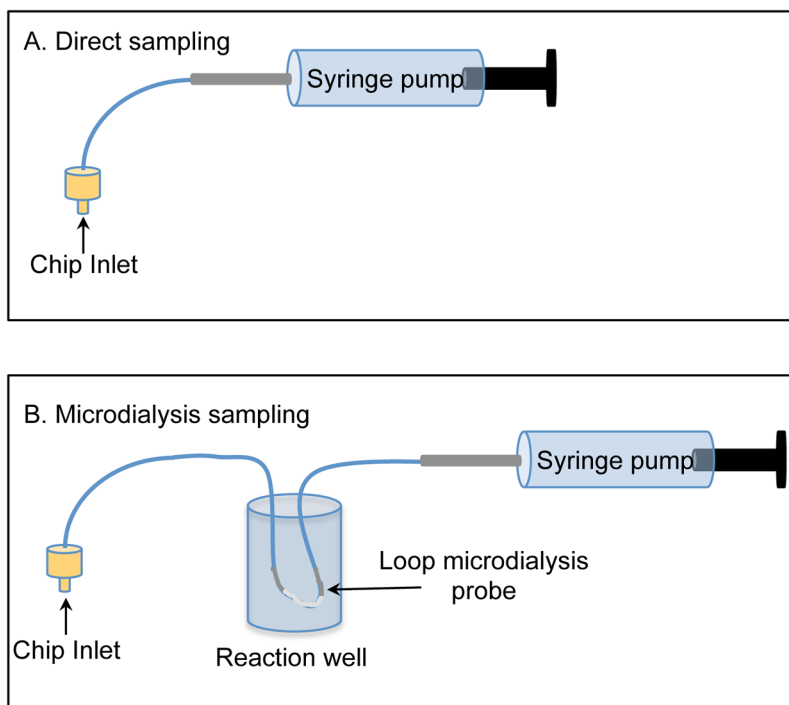 A. Direct sampling
Syringe pump
Chip Inlet
B. Microdialysis sampling
Syringe pump
Loop microdialysis
probe
Chip Inlet
Reaction well